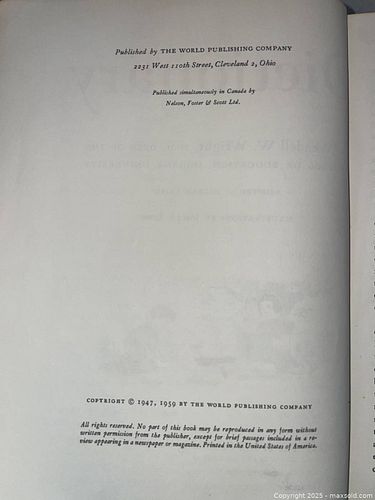 Published by THE WORLD PUBLISHING COMPANY
2231 West 110th Street, Cleveland 2, Ohio
Published simultaneously in Canada by
Nelson, Foster & Scott Ltd.
COPYRIGHT © 1947, 1959 BY THE WORLD PUBLISHING COMPANY
All rights reserved. No part of this book may be reproduced in any form without
written permission from the publisher, except for brief passages included in a re-
view appearing in a newspaper or magazine. Printed in the United States of America.
Copyright 2025 - maxsold.com